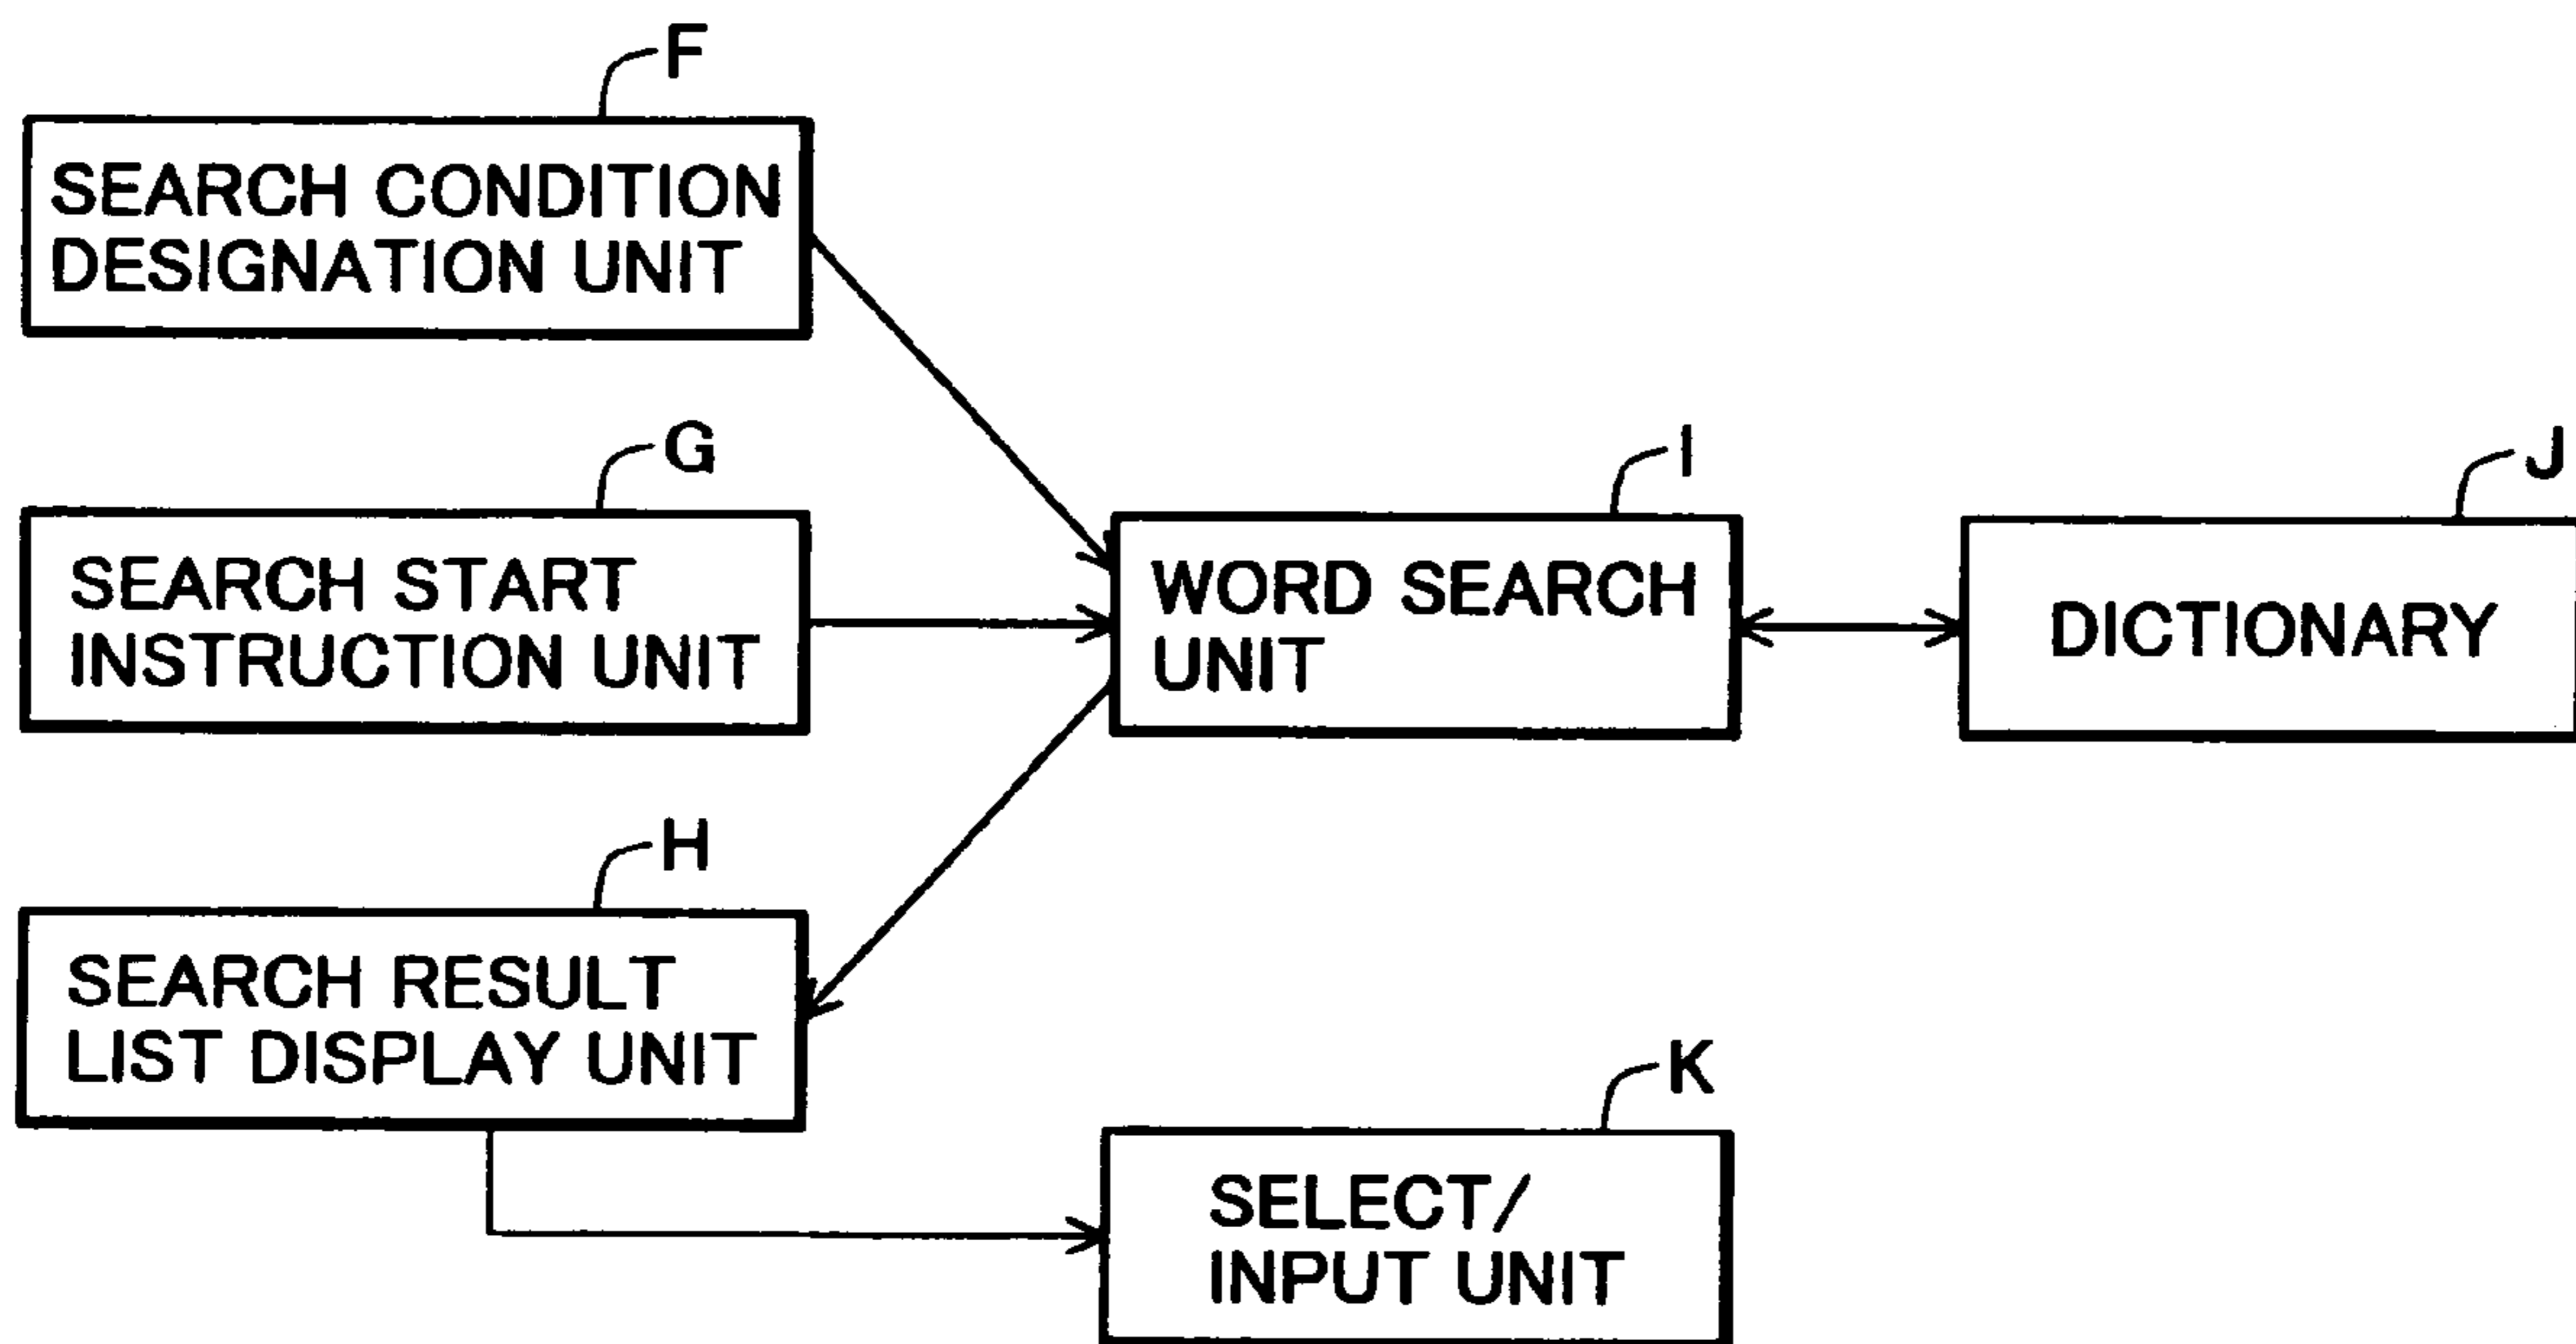 F
SEARCH CONDITION
DESIGNATION UNIT
G
SEARCH START
INSTRUCTION UNIT
I
WORD SEARCH
UNIT
J
DICTIONARY
H
SEARCH RESULT
LIST DISPLAY UNIT
K
SELECT/
INPUT UNIT